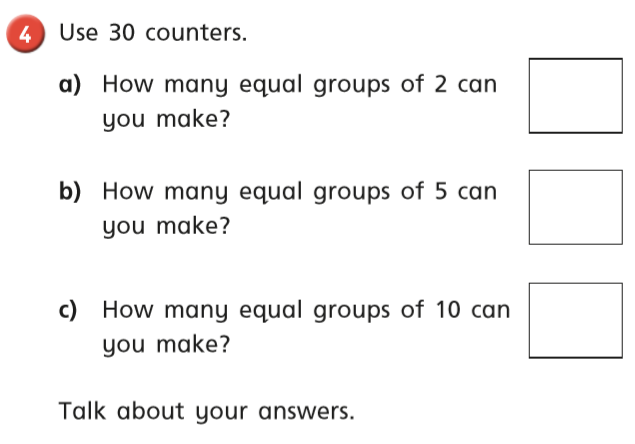 4 Use 30 counters.
a) How many equal groups of 2 can
you make?
b) How many equal groups of 5 can
you make?
c) How many equal groups of 10 can
you make?
Talk about your answers.